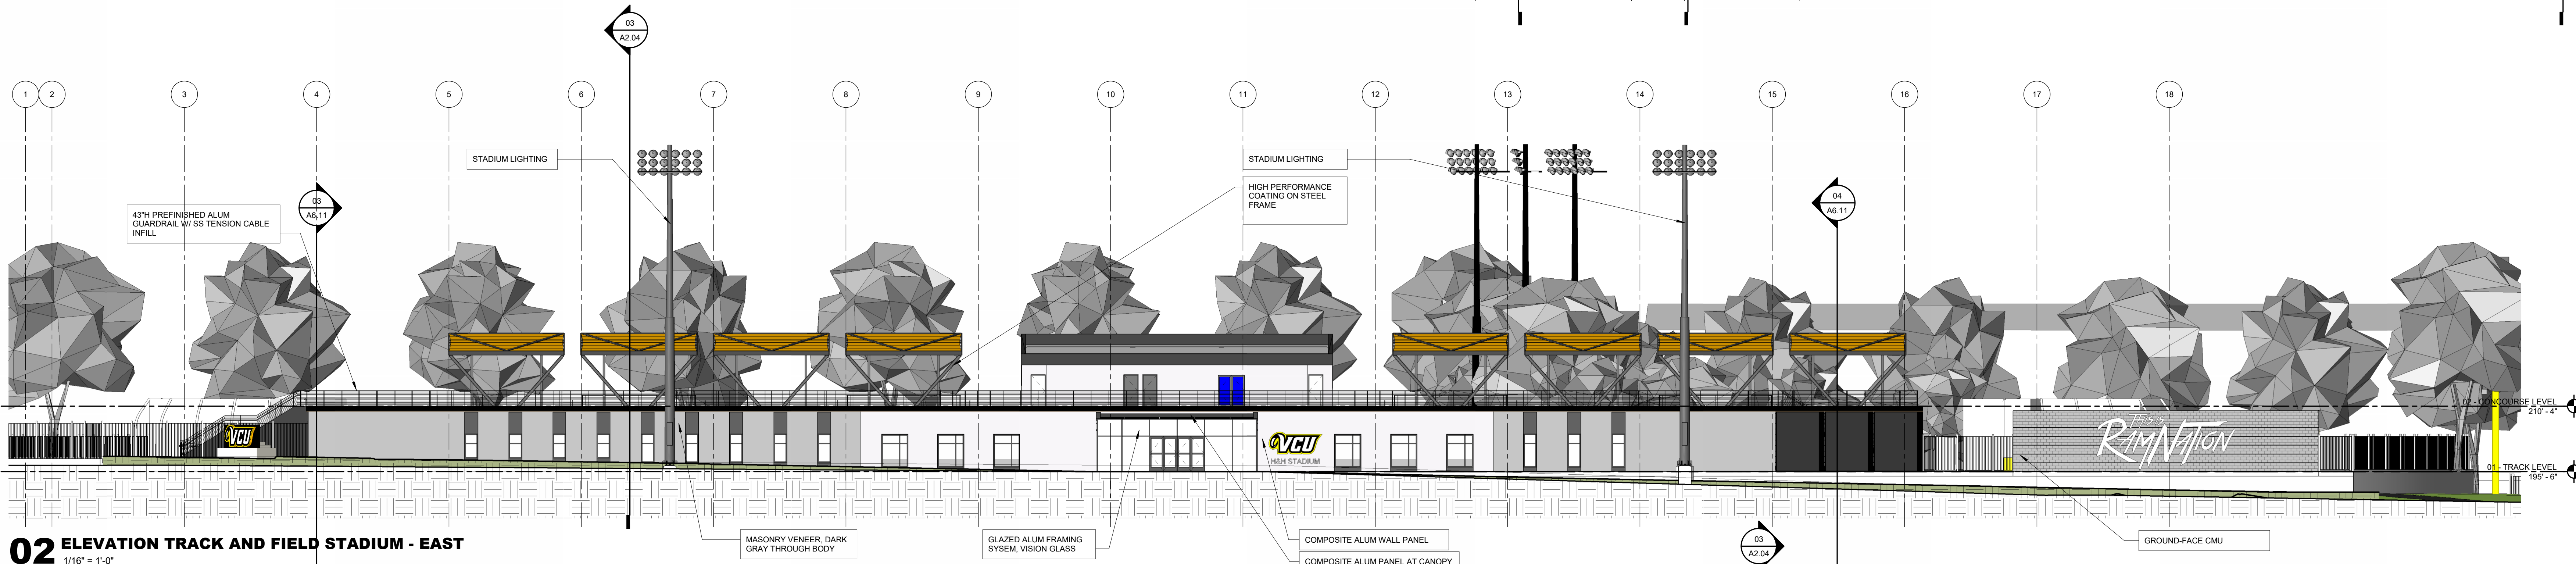 03
A2.04
1
2
3
4
5
6
7
8
9
10
11
12
13
14
15
16
17
18
STADIUM LIGHTING
STADIUM LIGHTING
HIGH PERFORMANCE
COATING ON STEEL
FRAME
03
A6.11
04
A6.11
43"H PREFINISHED ALUM
GUARDRAIL W/ SS TENSION CABLE
INFILL
02 - CONCOURSE LEVEL
210' - 4"
VCU
VCU
H&H STADIUM
THIS IS
RAMNATION
01 - TRACK LEVEL
195' - 6"
MASONRY VENEER, DARK
GRAY THROUGH BODY
GLAZED ALUM FRAMING
SYSEM, VISION GLASS
COMPOSITE ALUM WALL PANEL
COMPOSITE ALUM PANEL AT CANOPY
03
A2.04
GROUND-FACE CMU
02 ELEVATION TRACK AND FIELD STADIUM - EAST
1/16" = 1'-0"